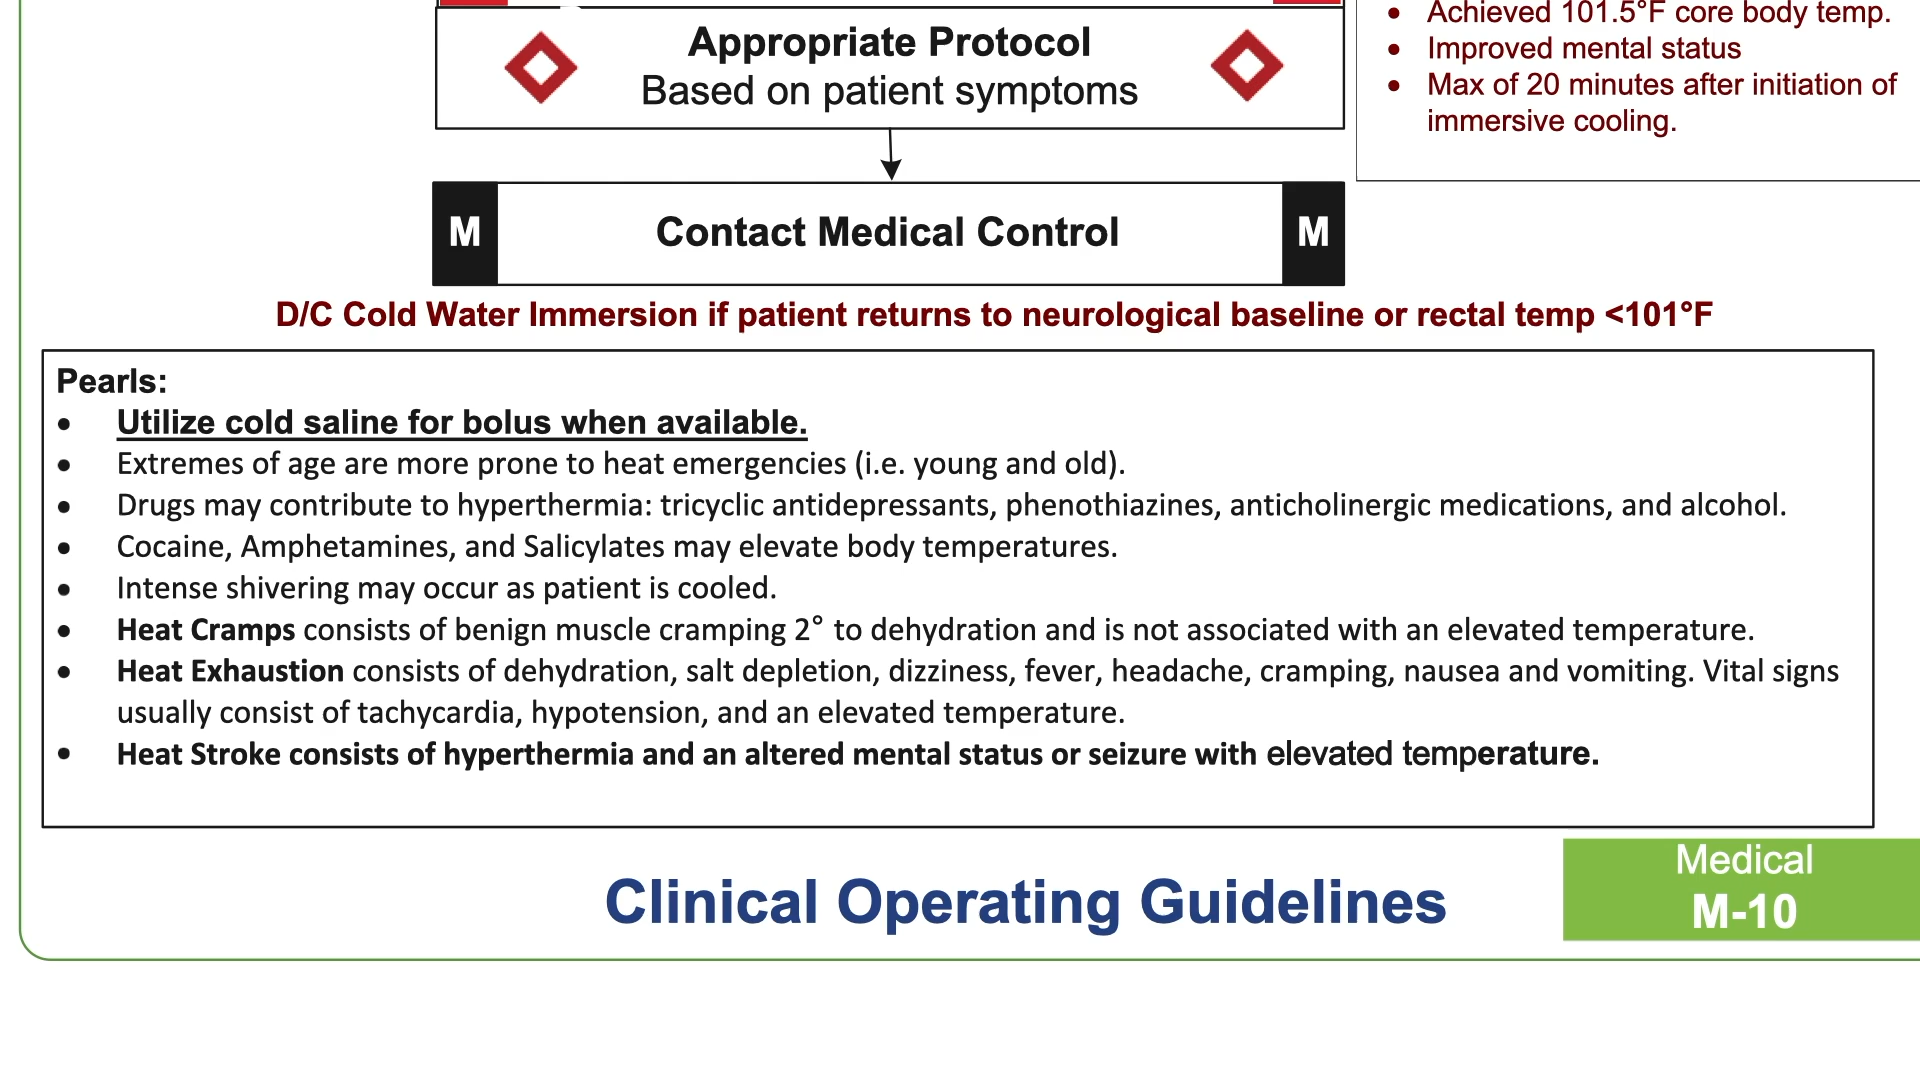 Appropriate Protocol
Based on patient symptoms
M Contact Medical Control M
• Achieved 101.5°F core body temp.
• Improved mental status
• Max of 20 minutes after initiation of
immersive cooling.
D/C Cold Water Immersion if patient returns to neurological baseline or rectal temp <101°F
Pearls:
• Utilize cold saline for bolus when available.
• Extremes of age are more prone to heat emergencies (i.e. young and old).
• Drugs may contribute to hyperthermia: tricyclic antidepressants, phenothiazines, anticholinergic medications, and alcohol.
• Cocaine, Amphetamines, and Salicylates may elevate body temperatures.
• Intense shivering may occur as patient is cooled.
• Heat Cramps consists of benign muscle cramping 2° to dehydration and is not associated with an elevated temperature.
• Heat Exhaustion consists of dehydration, salt depletion, dizziness, fever, headache, cramping, nausea and vomiting. Vital signs
usually consist of tachycardia, hypotension, and an elevated temperature.
• Heat Stroke consists of hyperthermia and an altered mental status or seizure with elevated temperature.
Clinical Operating Guidelines
Medical
M-10